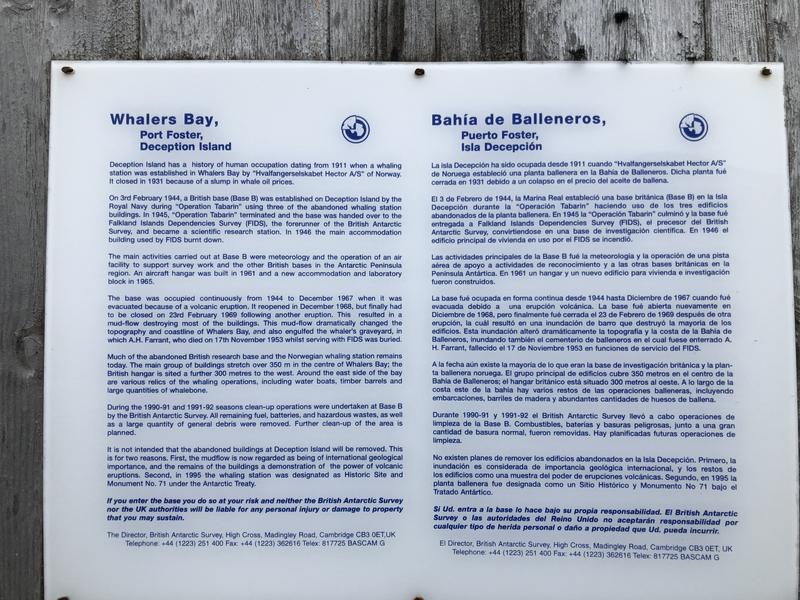 Whalers Bay,
Port Foster,
Deception Island
Deception Island has a history of human occupation dating from 1911 when a whaling
station was established in Whalers Bay by "Hvalfangerselskabet Hector A/S" of Norway.
It closed in 1931 because of a slump in whale oil prices.
On 3rd February 1944, a British base (Base B) was established on Deception Island by the
Royal Navy during "Operation Tabarin" using three of the abandoned whaling station
buildings. In 1945, "Operation Tabarin" terminated and the base was handed over to the
Falkland Islands Dependencies Survey (FIDS), the forerunner of the British Antarctic
Survey, and became a scientific research station. In 1946 the main accommodation
building used by FIDS burnt down.
The main activities carried out at Base B were meteorology and the operation of an air
facility to support survey work and the other British bases in the Antarctic Peninsula
region. An aircraft hangar was built in 1961 and a new accommodation and laboratory
block in 1965.
The base was occupied continuously from 1944 to December 1967 when it was
evacuated because of a volcanic eruption. It reopened in December 1968, but finally had
to be closed on 23rd February 1969 following another eruption. This resulted in a
mud-flow destroying most of the buildings. This mud-flow dramatically changed the
topography and coastline of Whalers Bay, and also engulfed the whaler's graveyard, in
which A.H. Farrant, who died on 17th November 1953 whilst serving with FIDS was buried.
Much of the abandoned British research base and the Norwegian whaling station remains
today. The main group of buildings stretch over 350 m in the centre of Whalers Bay; the
British hangar is sited a further 300 metres to the west. Around the east side of the bay
are various relics of the whaling operations, including water boats, timber barrels and
large quantities of whalebone.
During the 1990-91 and 1991-92 seasons clean-up operations were undertaken at Base B
by the British Antarctic Survey. All remaining fuel, batteries, and hazardous wastes, as well
as a large quantity of general debris were removed. Further clean-up of the area is
planned.
It is not intended that the abandoned buildings at Deception Island will be removed. This
is for two reasons. First, the mudflow is now regarded as being of international geological
importance, and the remains of the buildings a demonstration of the power of volcanic
eruptions. Second, in 1995 the whaling station was designated as Historic Site and
Monument No. 71 under the Antarctic Treaty.
If you enter the base you do so at your risk and neither the British Antarctic Survey
nor the UK authorities will be liable for any personal injury or damage to property
that you may sustain.
The Director, British Antarctic Survey, High Cross, Madingley Road, Cambridge CB3 0ET,UK
Telephone: +44 (1223) 251 400 Fax: +44 (1223) 362616 Telex: 817725 BASCAM G
Bahía de Balleneros,
Puerto Foster,
Isla Decepción
La isla Decepción ha sido ocupada desde 1911 cuando "Hvalfangerselskabet Hector A/S"
de Noruega estableció una planta ballenera en la Bahía de Balleneros. Dicha planta fué
cerrada en 1931 debido a un colapso en el precio del aceite de ballena.
El 3 de Febrero de 1944, la Marina Real estableció una base británica (Base B) en la Isla
Decepción durante la "Operación Tabarin" haciendo uso de los tres edificios
abandonados de la planta ballenera. En 1945 la "Operación Tabarin" culminó y la base fué
entregada a Falkland Islands Dependencies Survey (FIDS), el precesor del British
Antarctic Survey, convirtiendose en una base de investigación científica. En 1946 el
edificio principal de vivienda en uso por el FIDS se incendió.
Las actividades principales de la Base B fué la meteorología y la operación de una pista
aérea de apoyo a actividades de reconocimiento y a las otras bases británicas en la
Península Antártica. En 1961 un hangar y un nuevo edificio para vivienda e investigación
fueron construidos.
La base fué ocupada en forma continua desde 1944 hasta Diciembre de 1967 cuando fué
evacuada debido a una erupción volcánica. La base fué abierta nuevamente en
Diciembre de 1968, pero finalmente fué cerrada el 23 de Febrero de 1969 después de otra
erupción, la cuál resultó en una inundación de barro que destruyó la mayoria de los
edificios. Esta inundación alteró dramáticamente la topografía y la costa de la Bahía de
Balleneros, inundando también el cementerio de balleneros en el cual fuese enterrado A.
H. Farrant, fallecido el 17 de Noviembre de 1953 en funciones de servicio del FIDS.
A la fecha aún existe la mayoría de lo que eran la base de investigación británica y la plan-
ta ballenera noruega. El grupo principal de edificios cubre 350 metros en el centro de la
Bahía de Balleneros; el hangar británico está situado 300 metros al oeste. A lo largo de la
costa este de la bahía hay varios restos de las operaciones balleneros, incluyendo
embarcaciones, barriles de madera y abundantes cantidades de huesos de ballena.
Durante 1990-91 y 1991-92 el British Antarctic Survey llevó a cabo operaciones de
limpieza de la Base B. Combustibles, baterias y basuras peligrosas, junto a una gran
cantidad de basura normal, fueron removidas. Hay planificadas futuras operaciones de
limpieza.
No existen planes de remover los edificios abandonados en la Isla Decepción. Primero, la
inundación es considerada de importancia geológica internacional, y los restos de
los edificios como una muestra del poder de erupciones volcánicas. Segundo, en 1995 la
planta ballenera fue designada como un Sitio Histórico y Monumento No 71 bajo el
Tratado Antártico.
Si Ud. entra a la base lo hace bajo su propia responsabilidad. El British Antarctic
Survey o las autoridades del Reino Unido no aceptarán responsabilidad por
cualquier tipo de herida personal o daño a propiedad que Ud. pueda incurrir.
El Director, British Antarctic Survey, High Cross, Madingley Road, Cambridge CB3 0ET, UK
Telephone: +44 (1223) 251 400 Fax: +44 (1223) 362616 Telex: 817725 BASCAM G